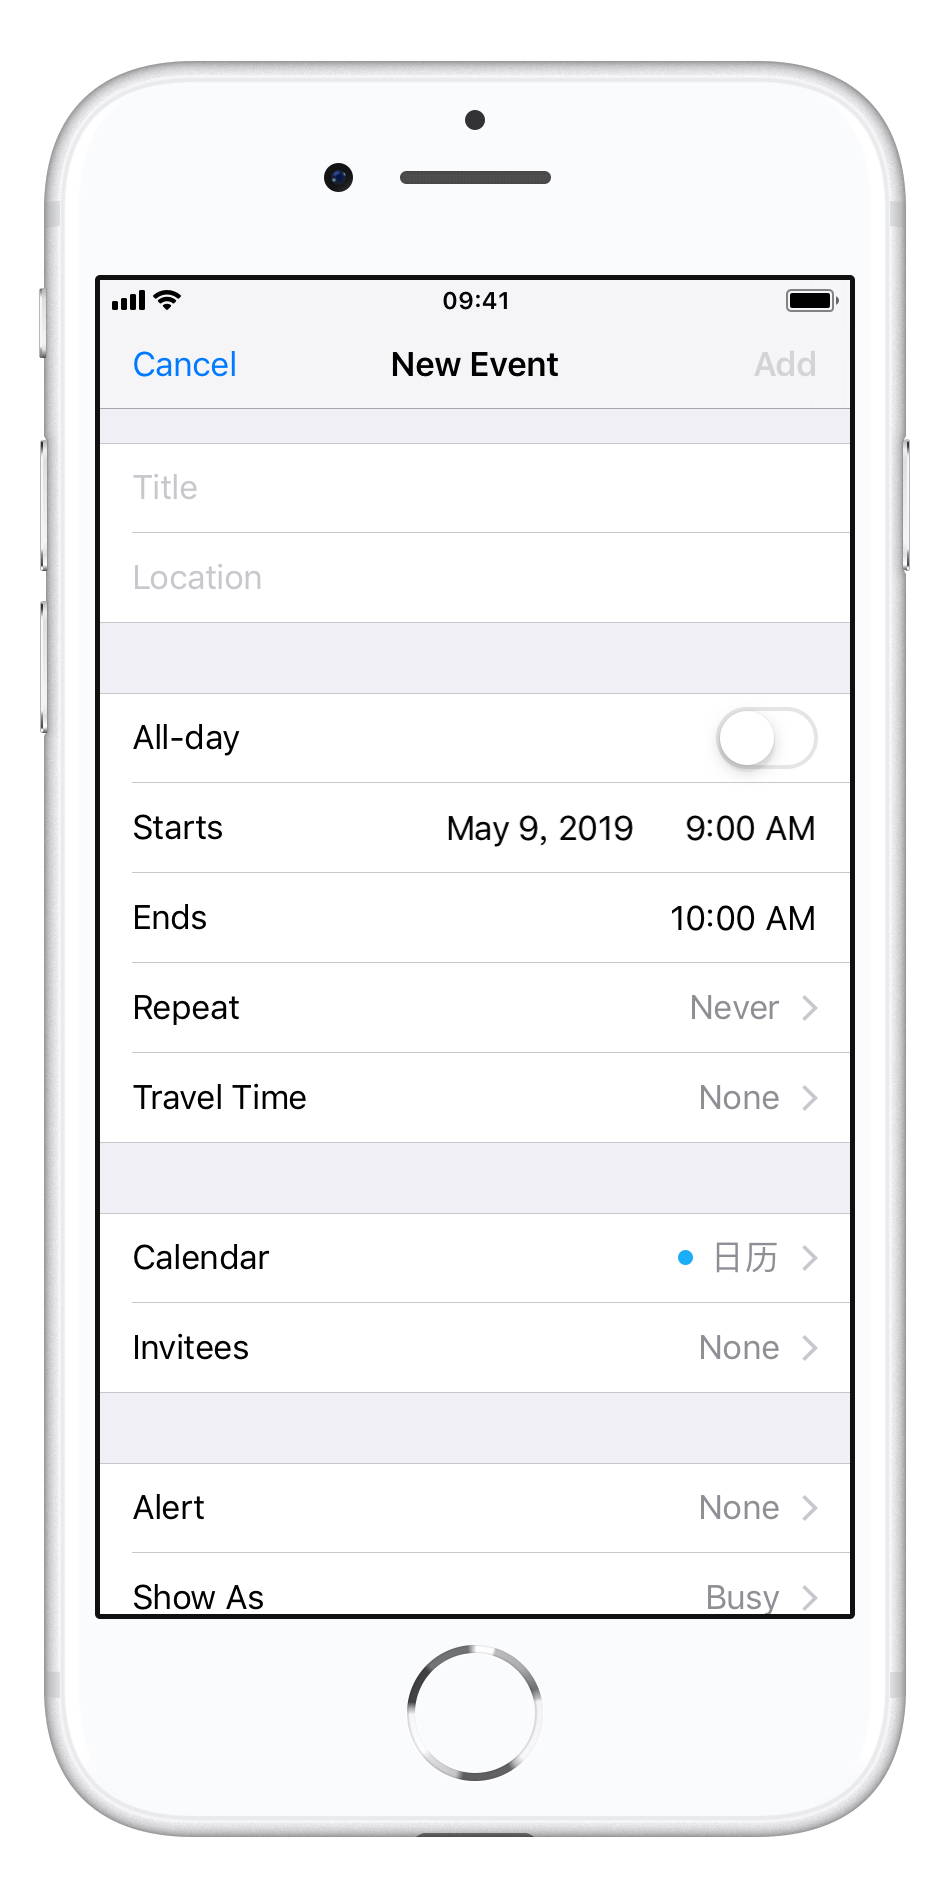 09:41
Cancel New Event Add
Title
Location
All-day
Starts May 9, 2019 9:00 AM
Ends 10:00 AM
Repeat Never
Travel Time None
Calendar 日历
Invitees None
Alert None
Show As Busy